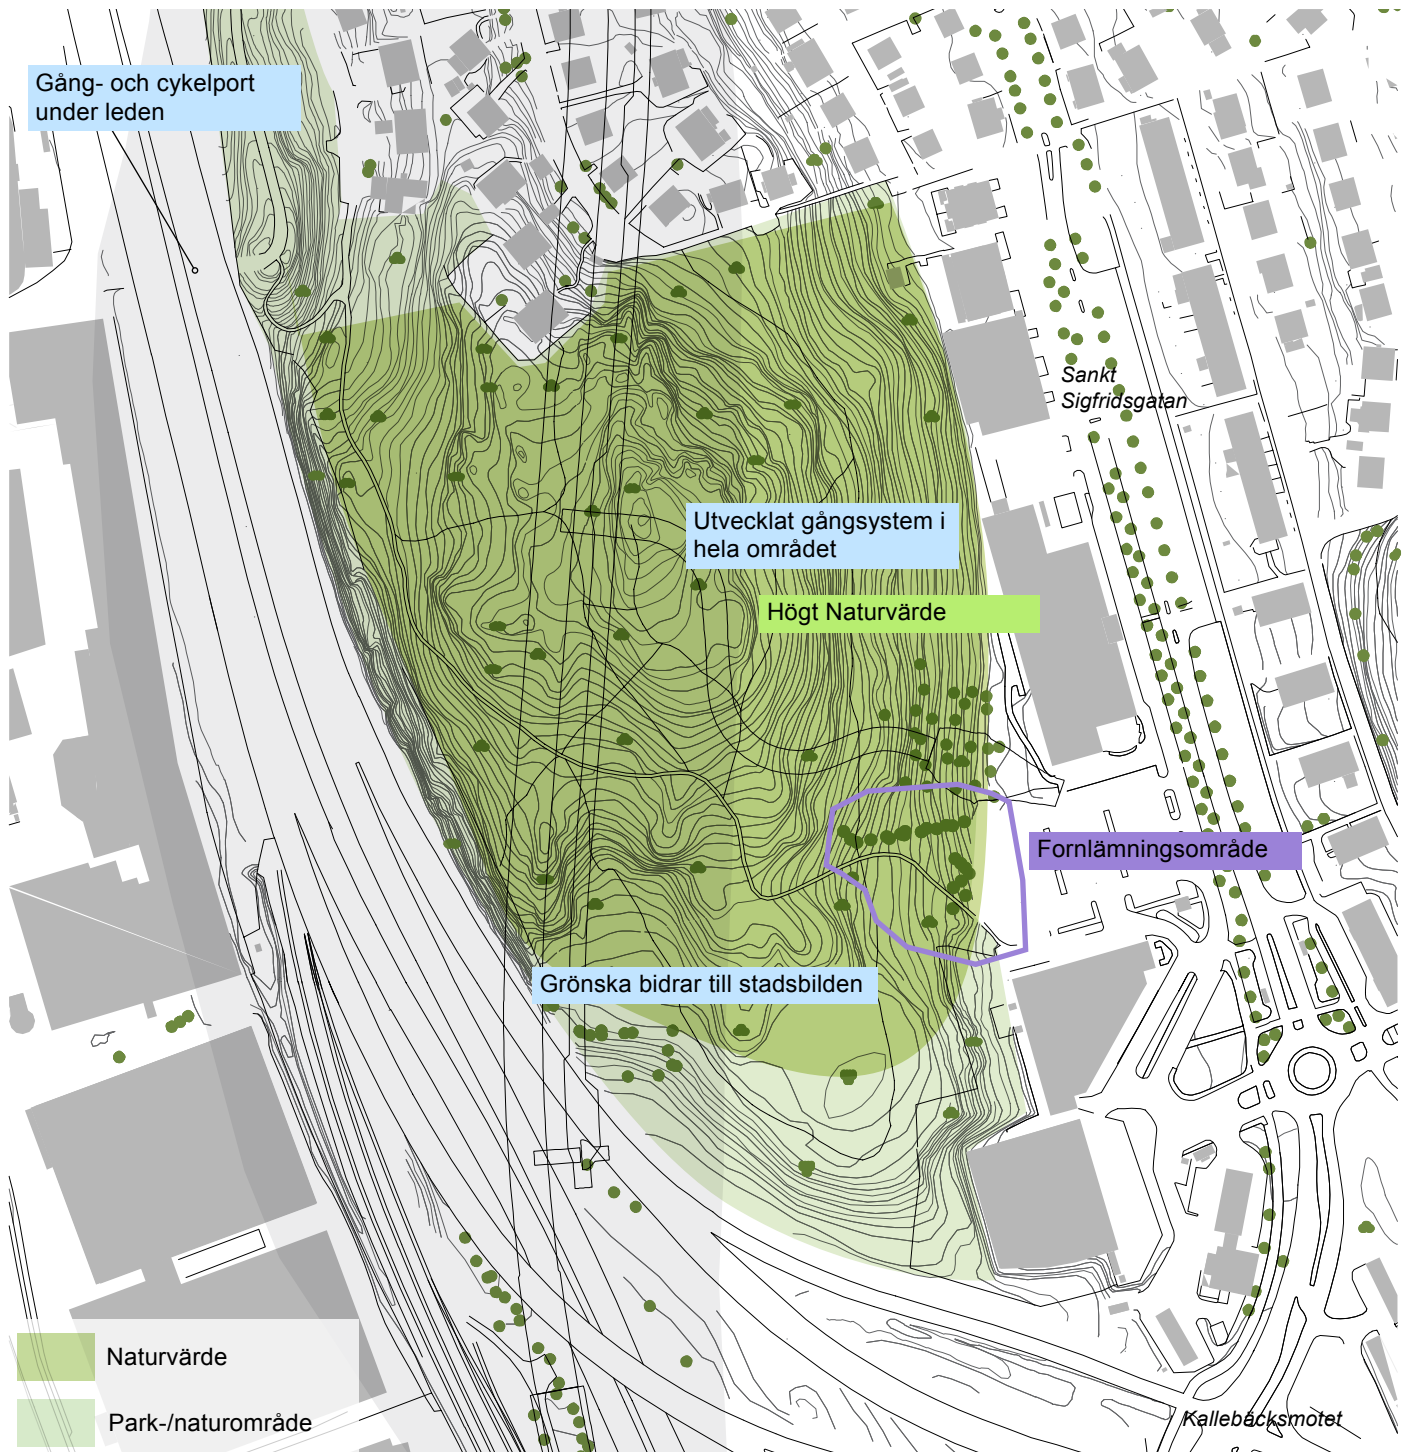 Gång- och cykelport
under leden
Sankt
Sigfridsgatan
Utvecklat gångsystem i
hela området
Högt Naturvärde
Fornlämningsområde
Grönska bidrar till stadsbilden
Naturvärde
Park-/naturområde
Kallebäcksmotet